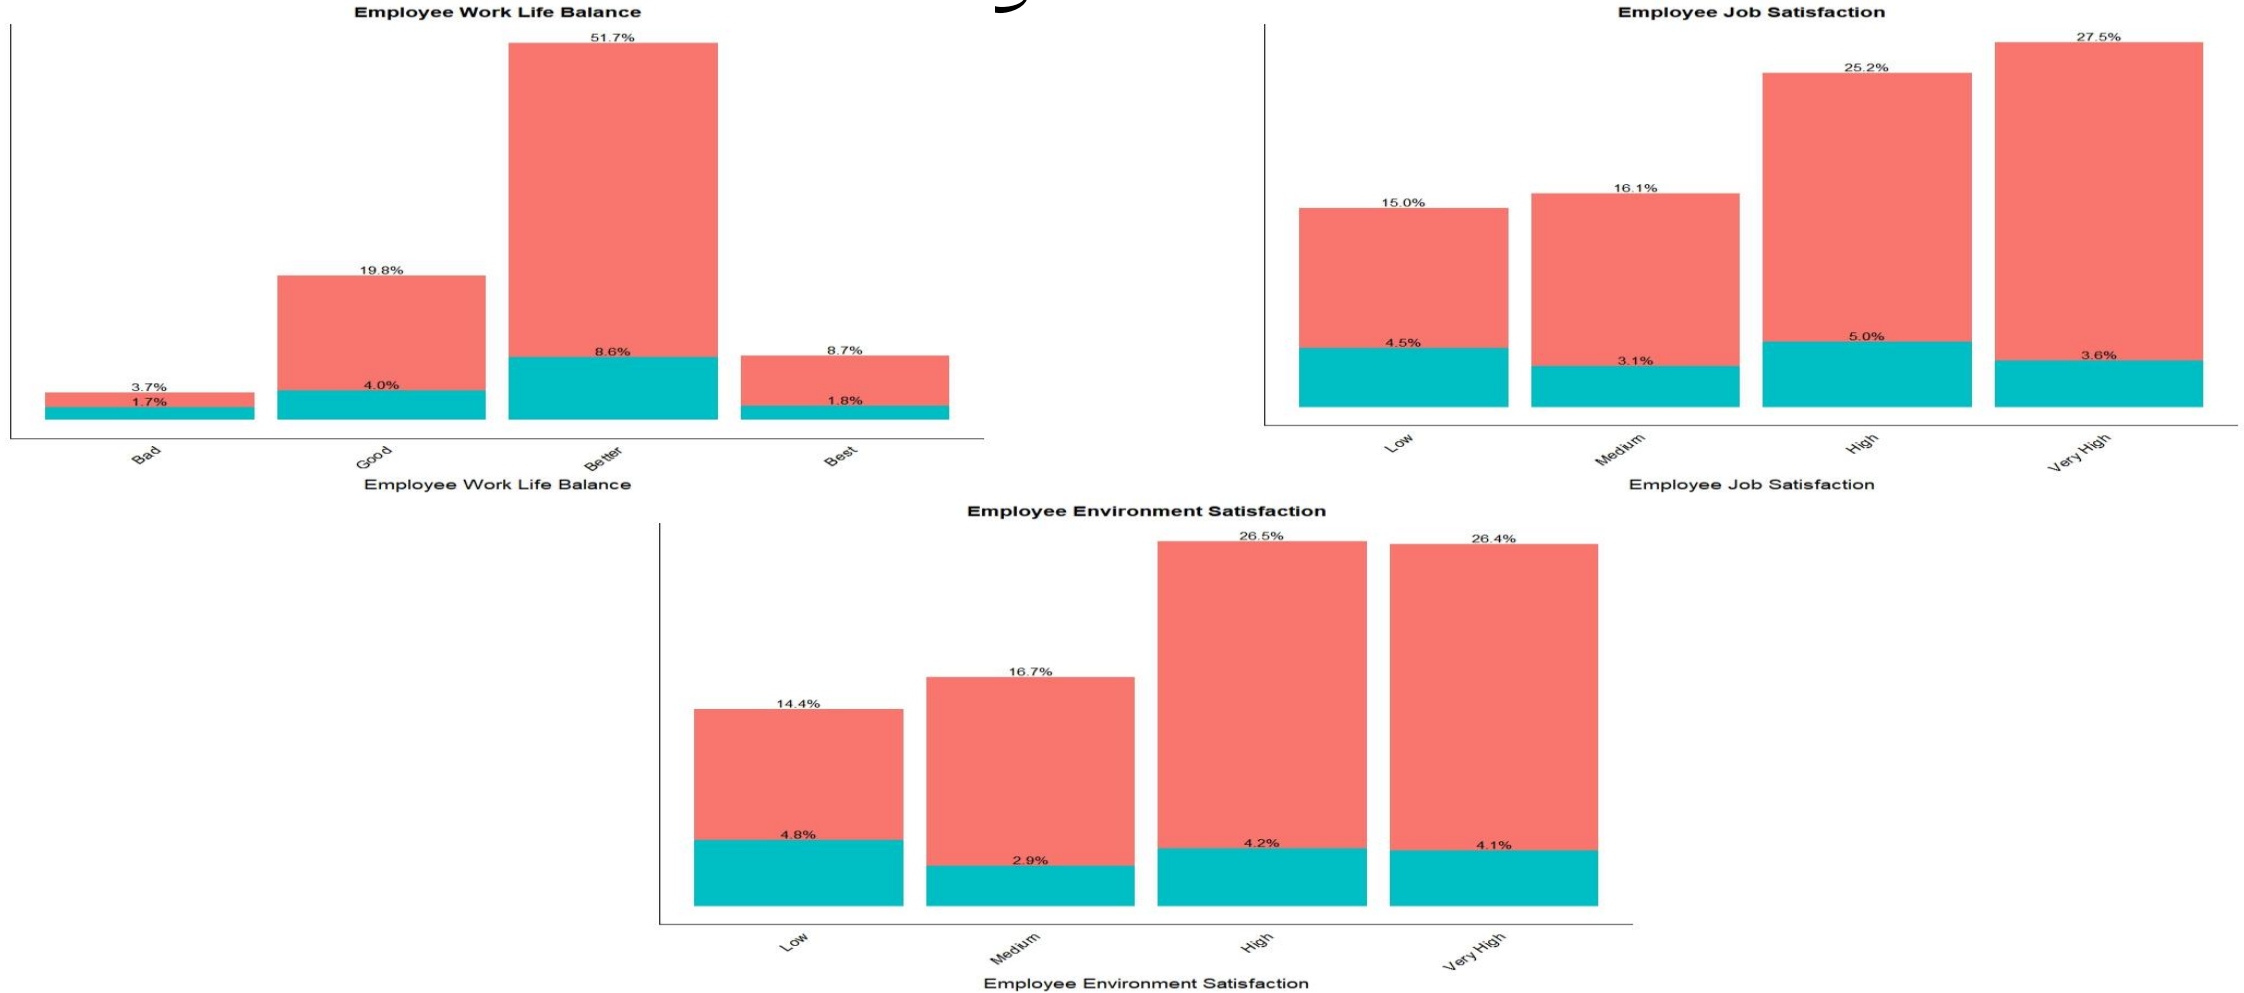 Employee Work Life Balance
51.7%
19.8%
8.6%
8.7%
3.7%
4.0%
1.7%
1.8%
Bad
Good
Better
Best
Employee Work Life Balance
Employee Job Satisfaction
27.5%
25.2%
16.1%
15.0%
4.5%
3.1%
5.0%
3.6%
Low
Medium
High
Very High
Employee Job Satisfaction
Employee Environment Satisfaction
26.5%
26.4%
16.7%
14.4%
4.8%
2.9%
4.2%
4.1%
Low
Medium
High
Very High
Employee Environment Satisfaction